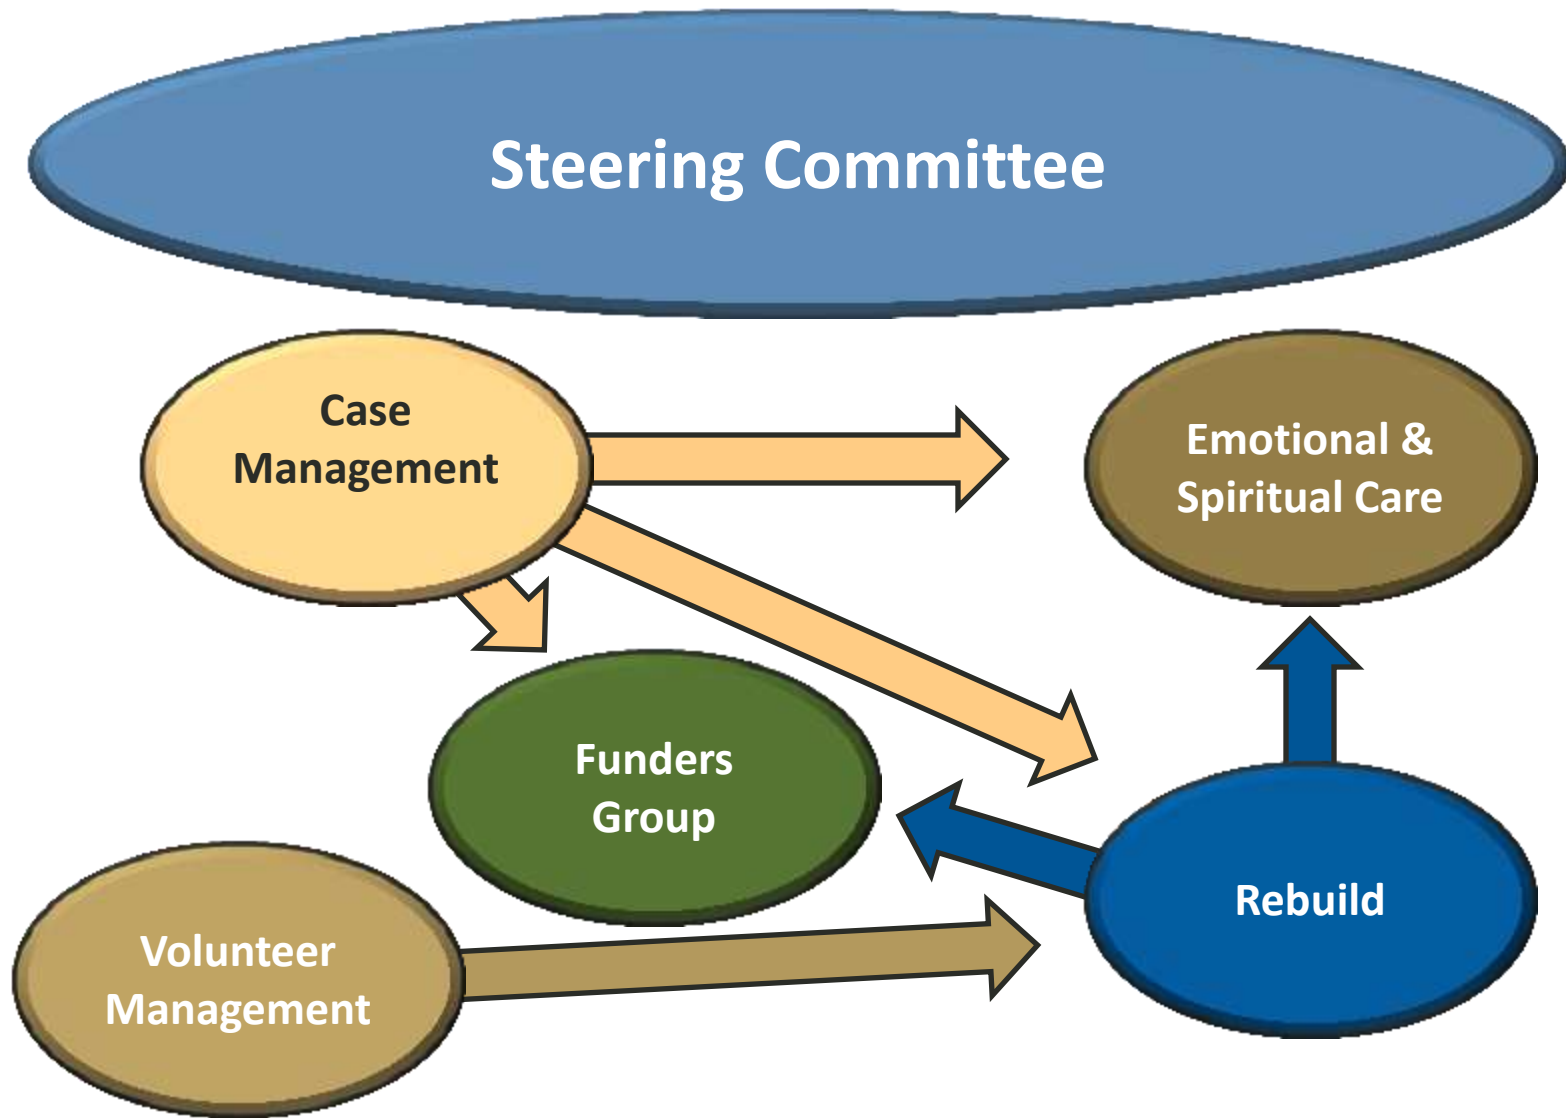 Steering Committee
Case
Management
Emotional &
Spiritual Care
Funders
Group
Rebuild
Volunteer
Management